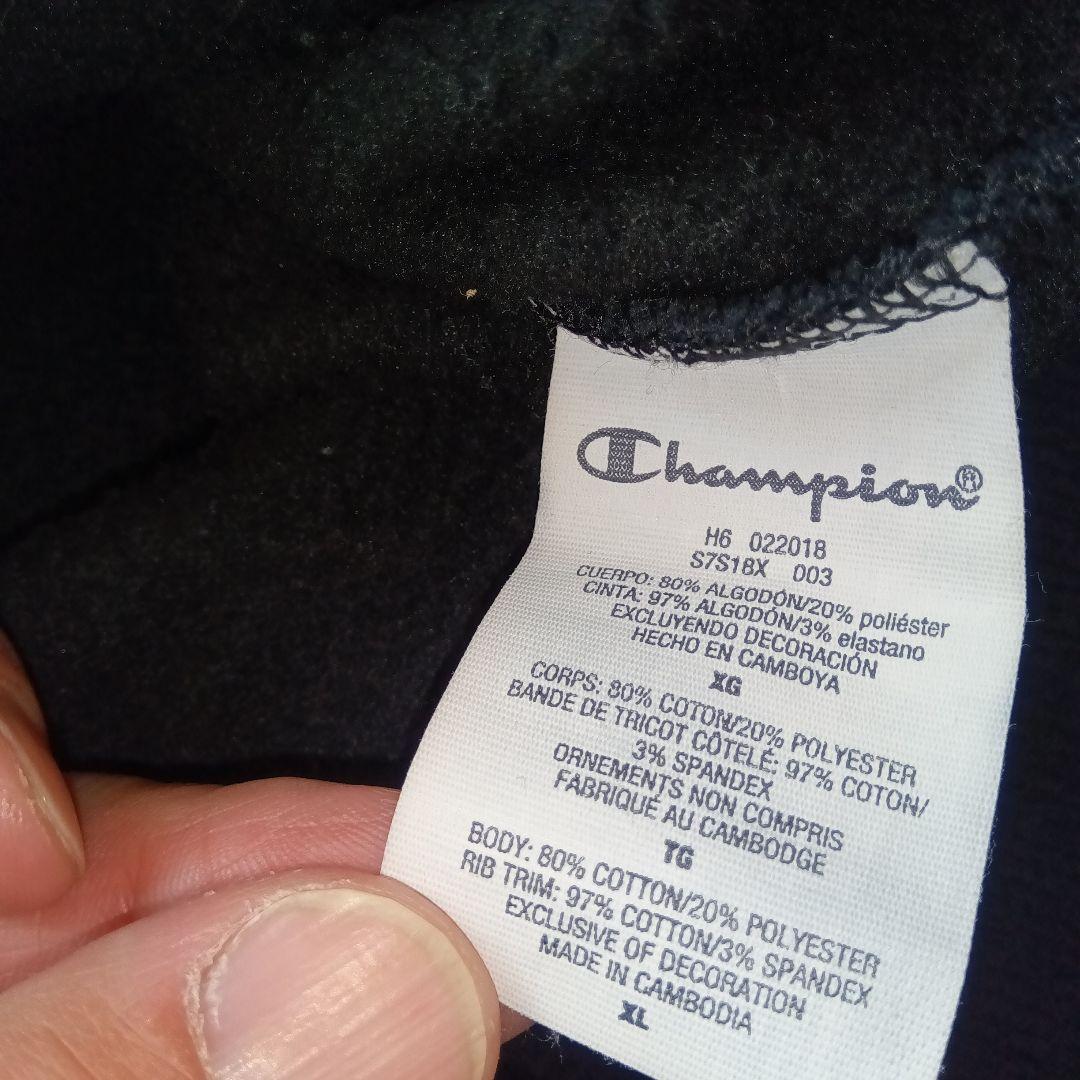 Champion®
H6 022018
S7S18X 003
CUERPO: 80% ALGODÓN/20% poliéster
CINTA: 97% ALGODÓN/3% elastano
EXCLUYENDO DECORACIÓN
HECHO EN CAMBOYA
XG
CORPS: 80% COTON/20% POLYESTER
BANDE DE TRICOT CÔTELÉ: 97% COTON/
3% SPANDEX
ORNEMENTS NON COMPRIS
FABRIQUÉ AU CAMBODGE
TG
BODY: 80% COTTON/20% POLYESTER
RIB TRIM: 97% COTTON/3% SPANDEX
EXCLUSIVE OF DECORATION
MADE IN CAMBODIA
XL